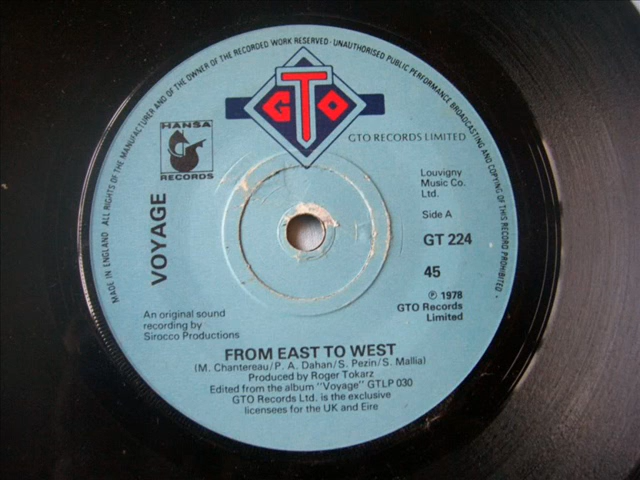 MADE IN ENGLAND ALL RIGHTS OF THE MANUFACTURER AND OF THE OWNER OF THE RECORDED WORK RESERVED · UNAUTHORISED PUBLIC PERFORMANCE BROADCASTING AND COPYING OF THIS RECORD PROHIBITED ·
GTO
GTO RECORDS LIMITED
HANSA
RECORDS
VOYAGE
Louvigny
Music Co.
Ltd.
Side A
GT 224
45
℗ 1978
GTO Records
Limited
An original sound
recording by
Sirocco Productions
FROM EAST TO WEST
(M. Chantereau/P. A. Dahan/S. Pezin/S. Mallia)
Produced by Roger Tokarz
Edited from the album "Voyage" GTLP 030
GTO Records Ltd. is the exclusive
licensees for the UK and Eire